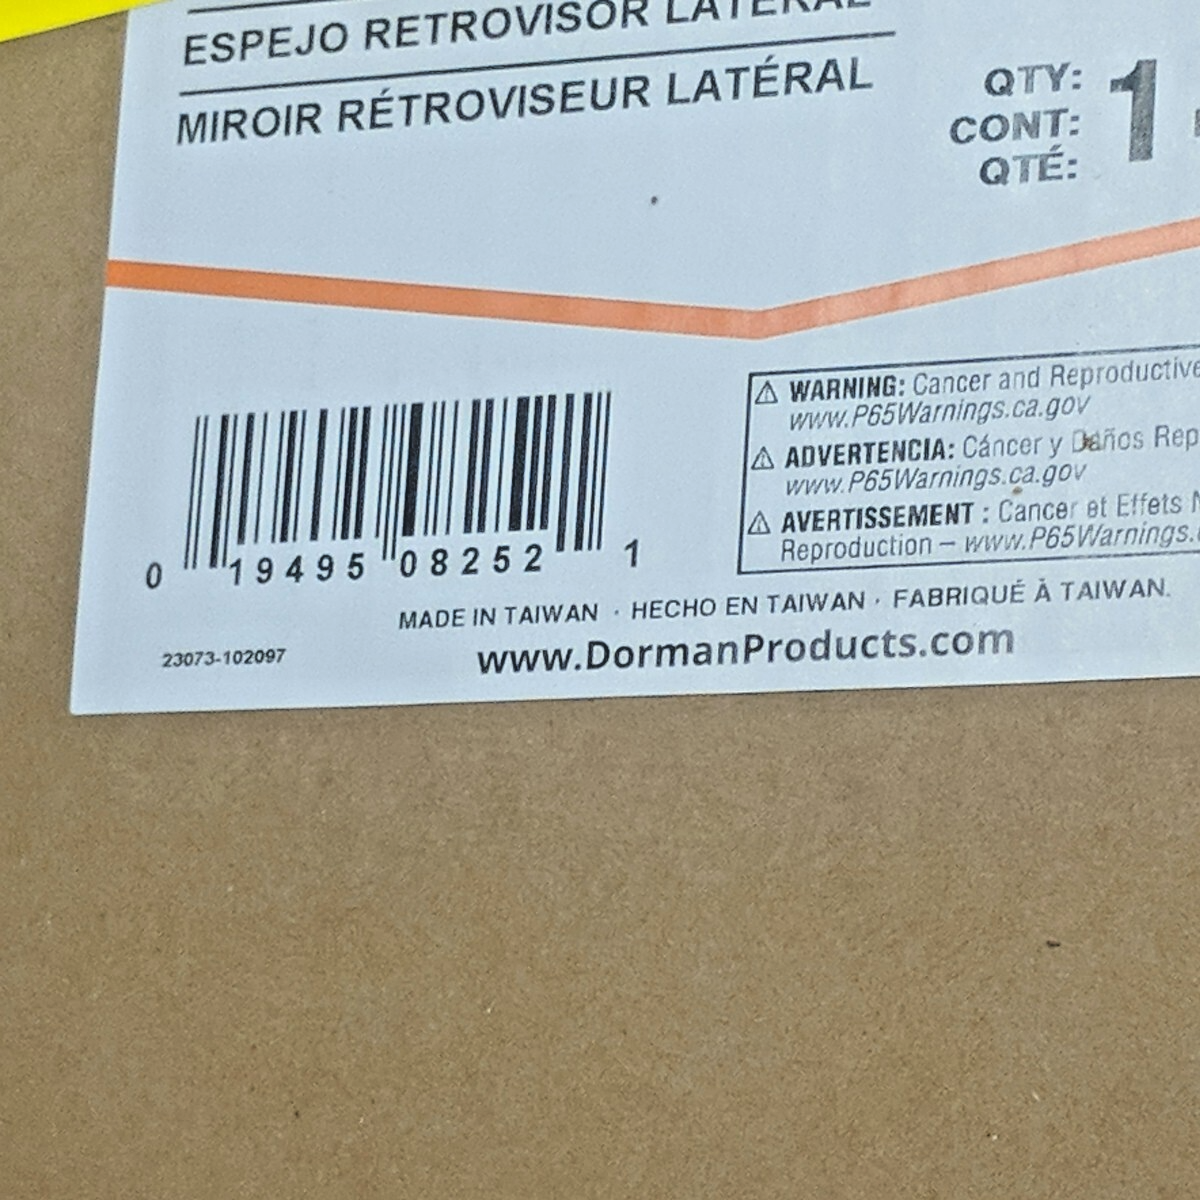 ESPEJO RETROVISOR LATERAL
MIROIR RÉTROVISEUR LATÉRAL
QTY:
CONT:
QTÉ:
1
⚠ WARNING: Cancer and Reproductive
www.P65Warnings.ca.gov
⚠ ADVERTENCIA: Cáncer y Daños Rep
www.P65Warnings.ca.gov
⚠ AVERTISSEMENT : Cancer et Effets
Reproduction – www.P65Warnings.
0 19495 08252 1
MADE IN TAIWAN · HECHO EN TAIWAN · FABRIQUÉ À TAIWAN.
23073-102097
www.DormanProducts.com